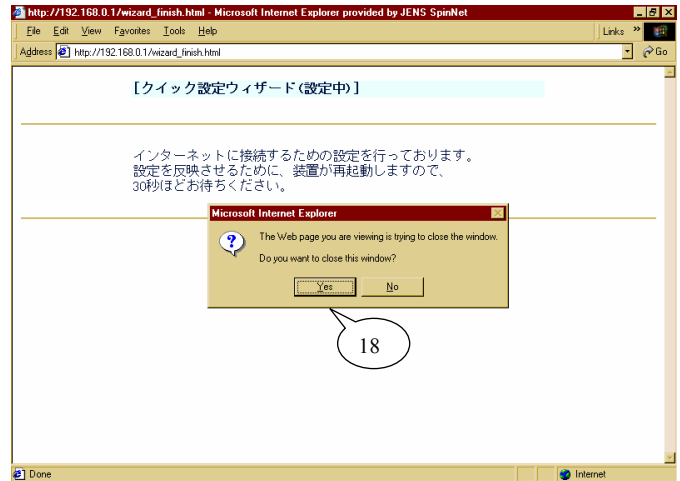 http://192.168.0.1/wizard_finish.html - Microsoft Internet Explorer provided by JENS SpinNet
File Edit View Favorites Tools Help Links »
Address http://192.168.0.1/wizard_finish.html Go
[クイック設定ウィザード(設定中)]
インターネットに接続するための設定を行っております。
設定を反映させるために、装置が再起動しますので、
30秒ほどお待ちください。
Microsoft Internet Explorer
The Web page you are viewing is trying to close the window.
Do you want to close this window?
Yes No
18
Done Internet